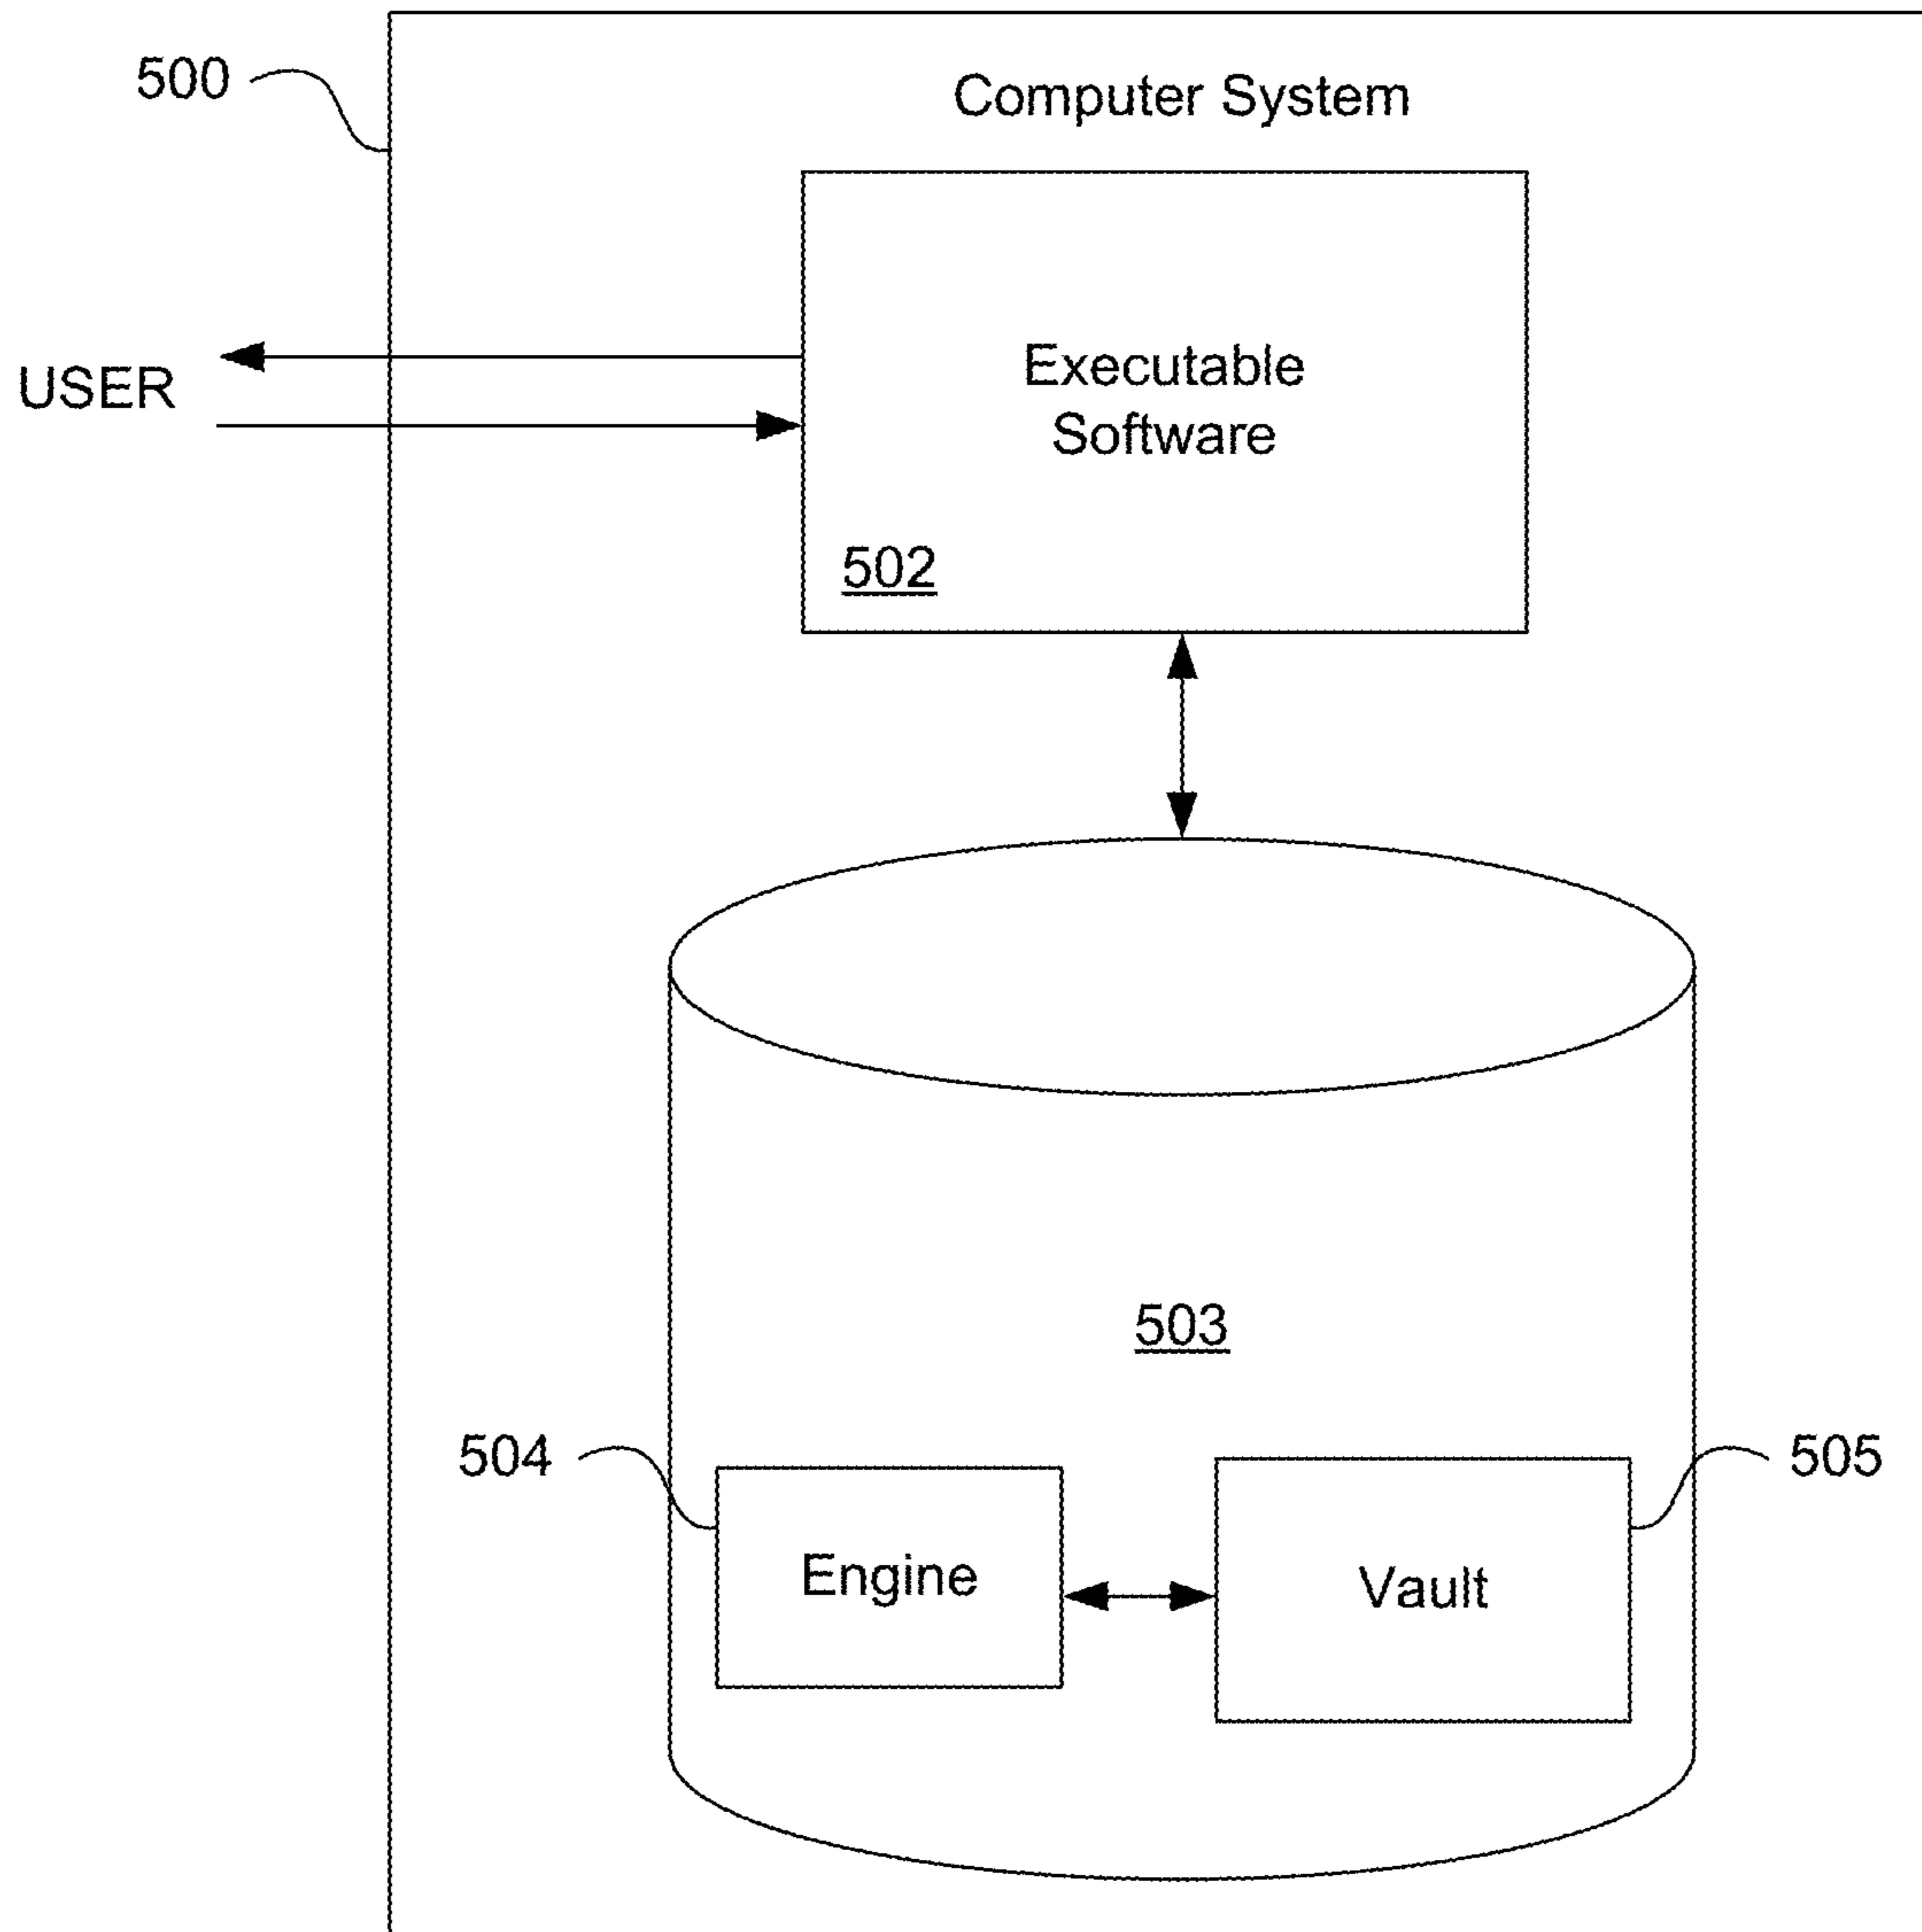 500
Computer System
USER
Executable
Software
502
503
504
505
Engine
Vault